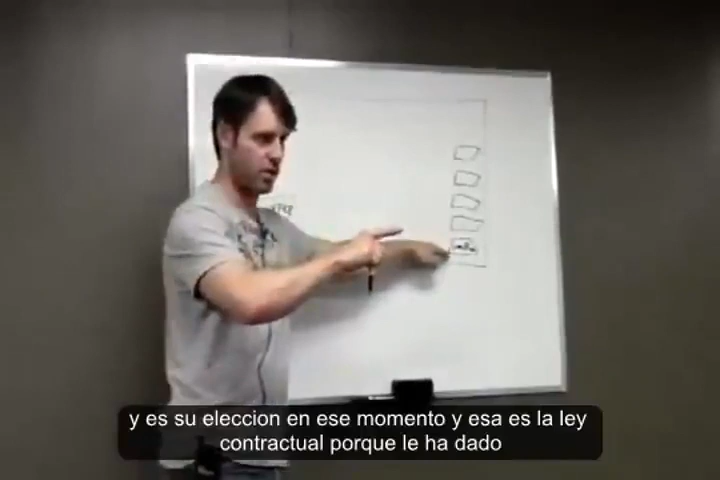 y es su eleccion en ese momento y esa es la ley
contractual porque le ha dado